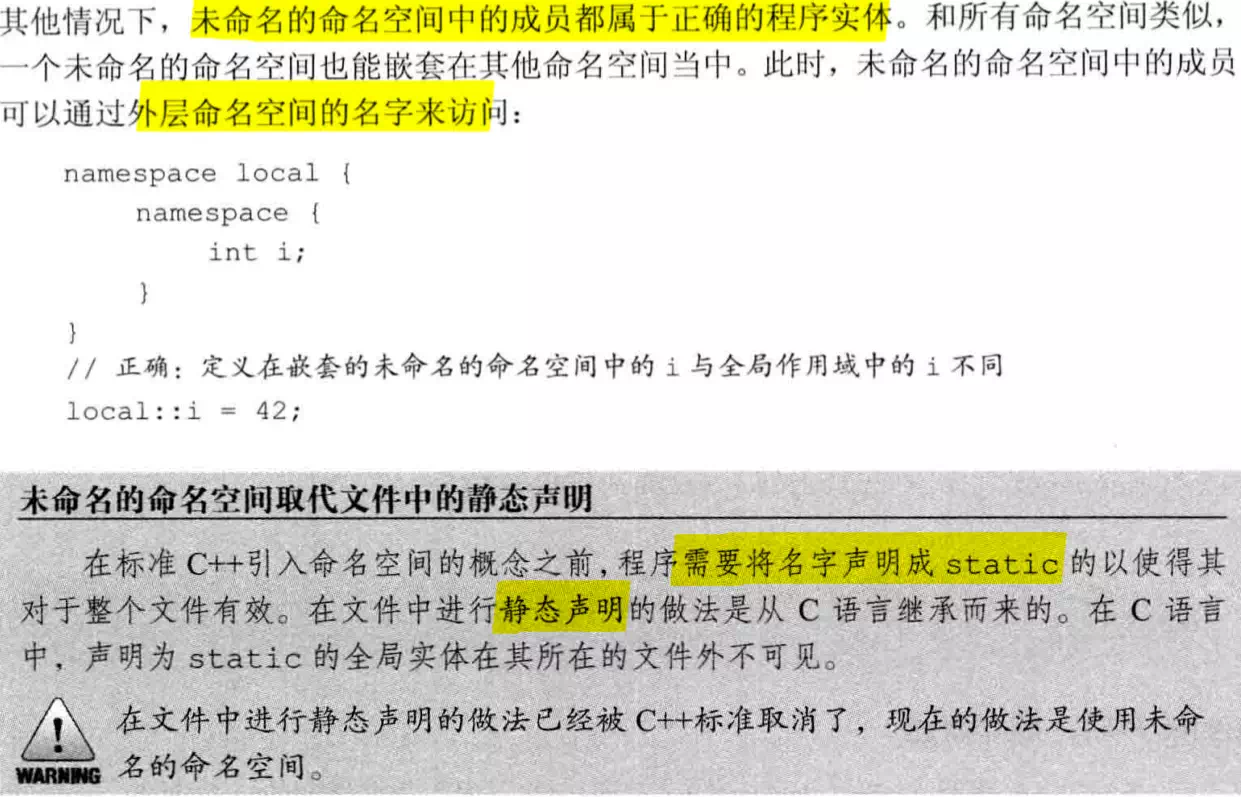 其他情况下，未命名的命名空间中的成员都属于正确的程序实体。和所有命名空间类似，
一个未命名的命名空间也能嵌套在其他命名空间当中。此时，未命名的命名空间中的成员
可以通过外层命名空间的名字来访问：
namespace local {
namespace {
int i;
}
}
// 正确：定义在嵌套的未命名的命名空间中的 i 与全局作用域中的 i 不同
local::i = 42;
未命名的命名空间取代文件中的静态声明
在标准 C++引入命名空间的概念之前，程序需要将名字声明成 static 的以使得其
对于整个文件有效。在文件中进行静态声明的做法是从 C 语言继承而来的。在 C 语言
中，声明为 static 的全局实体在其所在的文件外不可见。
在文件中进行静态声明的做法已经被 C++标准取消了，现在的做法是使用未命
WARNING 名的命名空间。